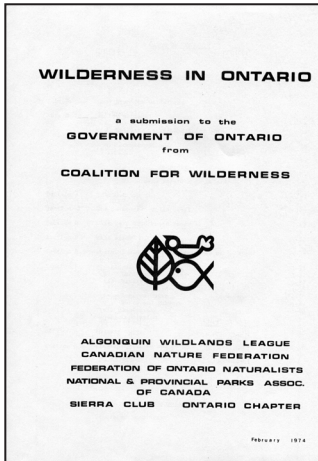 WILDERNESS IN ONTARIO
a submission to the
GOVERNMENT OF ONTARIO
from
COALITION FOR WILDERNESS
ALGONQUIN WILDLANDS LEAGUE
CANADIAN NATURE FEDERATION
FEDERATION OF ONTARIO NATURALISTS
NATIONAL & PROVINCIAL PARKS ASSOC.
OF CANADA
SIERRA CLUB ONTARIO CHAPTER
February 1974